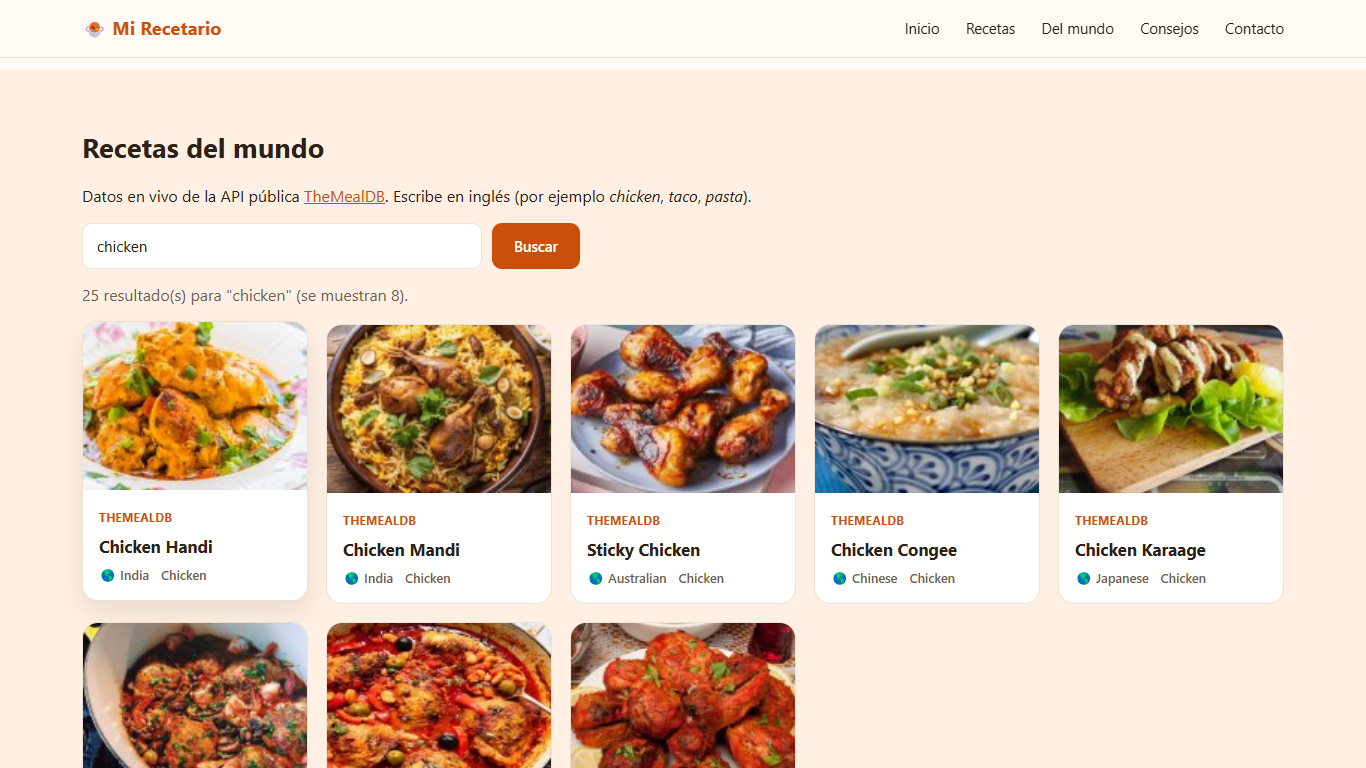 Mi Recetario
Inicio Recetas Del mundo Consejos Contacto
Recetas del mundo
Datos en vivo de la API pública TheMealDB. Escribe en inglés (por ejemplo chicken, taco, pasta).
chicken
Buscar
25 resultado(s) para "chicken" (se muestran 8).
THEMEALDB
Chicken Handi
India Chicken
THEMEALDB
Chicken Mandi
India Chicken
THEMEALDB
Sticky Chicken
Australian Chicken
THEMEALDB
Chicken Congee
Chinese Chicken
THEMEALDB
Chicken Karaage
Japanese Chicken